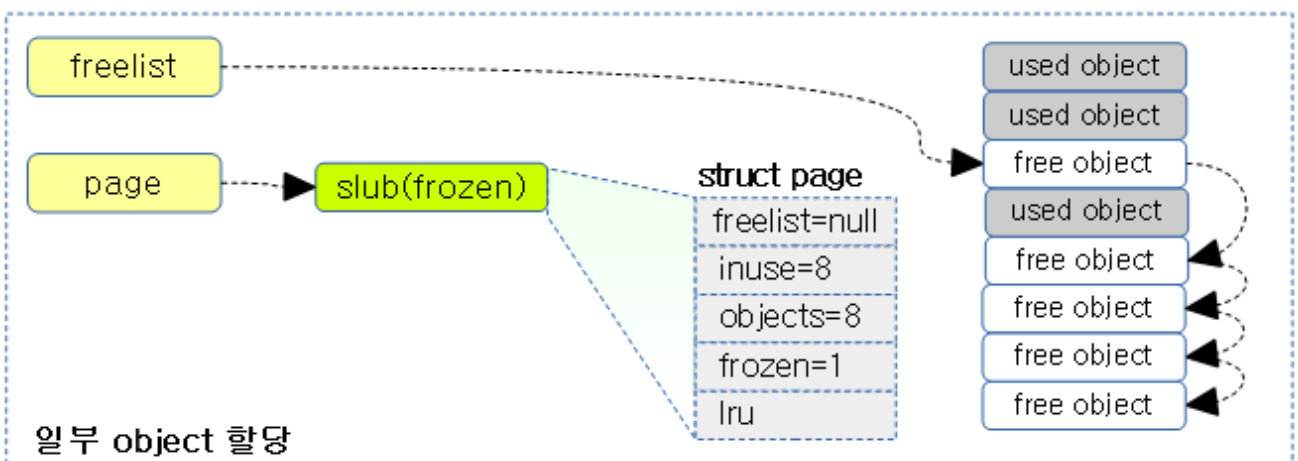 freelist
page
slub(frozen)
struct page
freelist=null
inuse=8
objects=8
frozen=1
lru
used object
used object
free object
used object
free object
free object
free object
free object
일부 object 할당